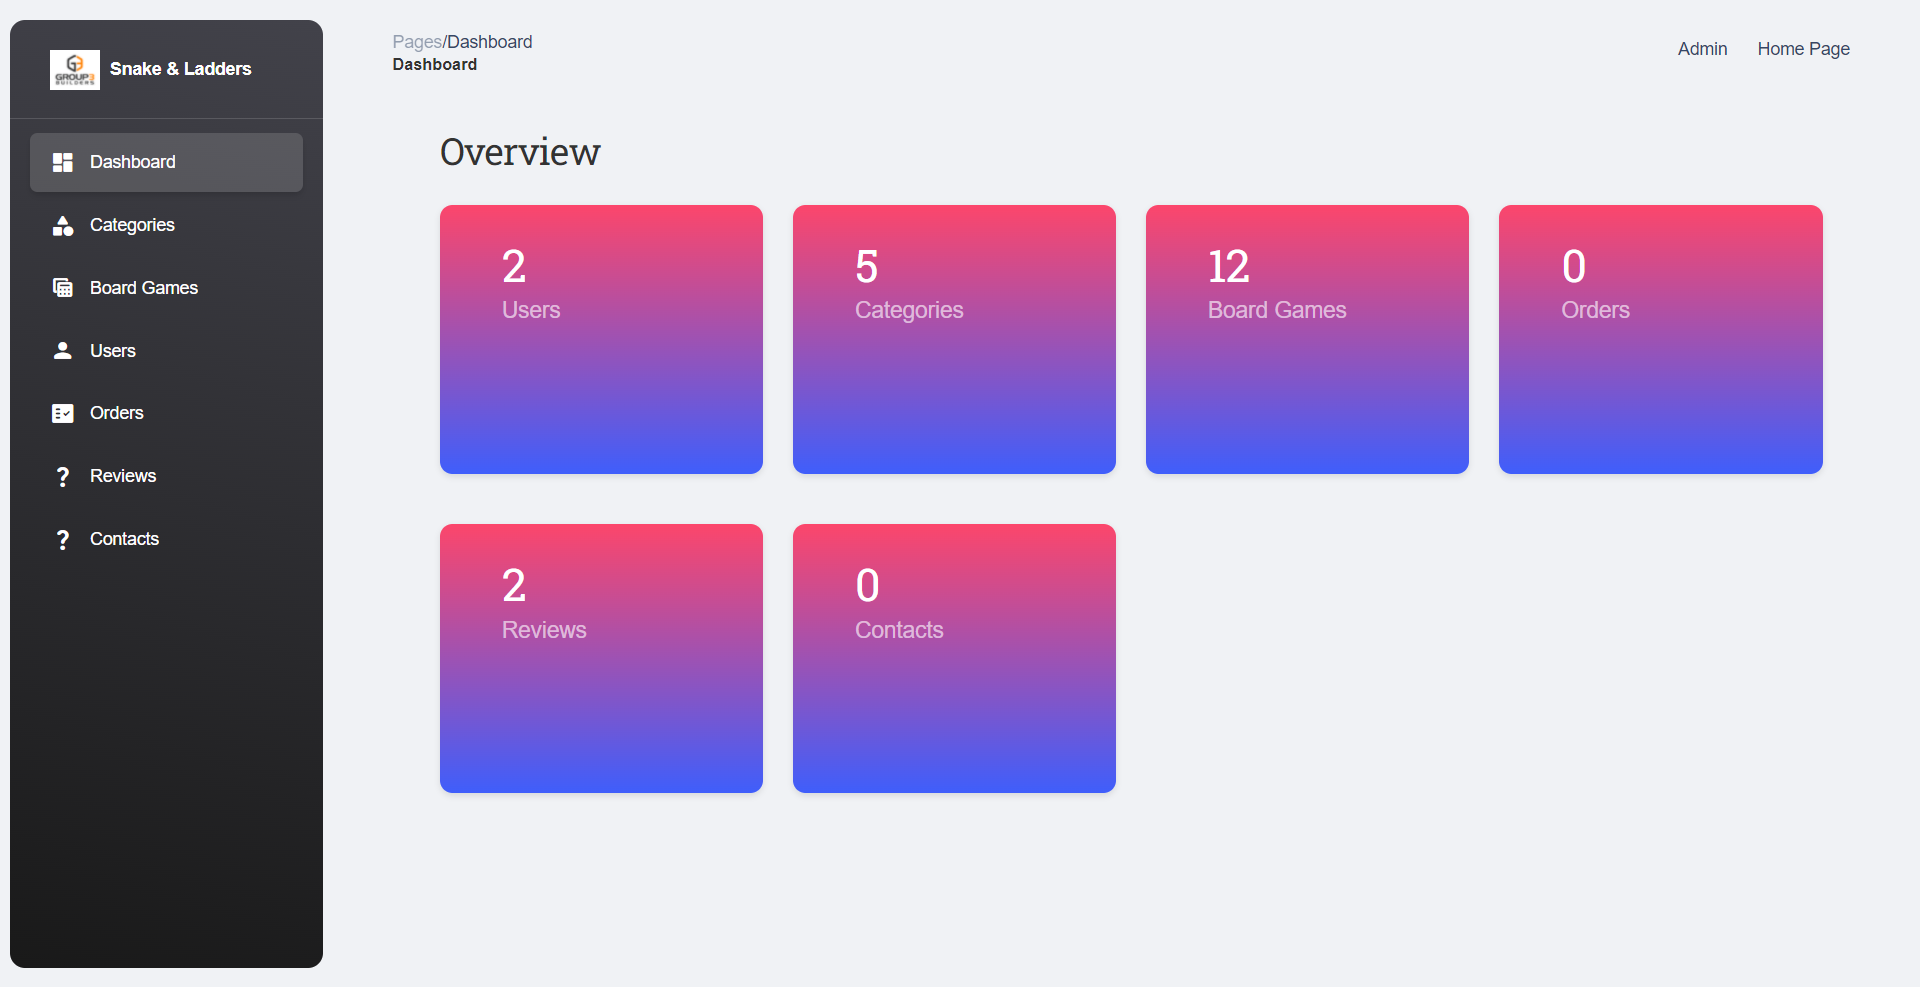 GROUP3
BUILDERS
Snake & Ladders
Dashboard
Categories
Board Games
Users
Orders
Reviews
Contacts
Pages/Dashboard
Dashboard
Admin
Home Page
Overview
2
Users
5
Categories
12
Board Games
0
Orders
2
Reviews
0
Contacts